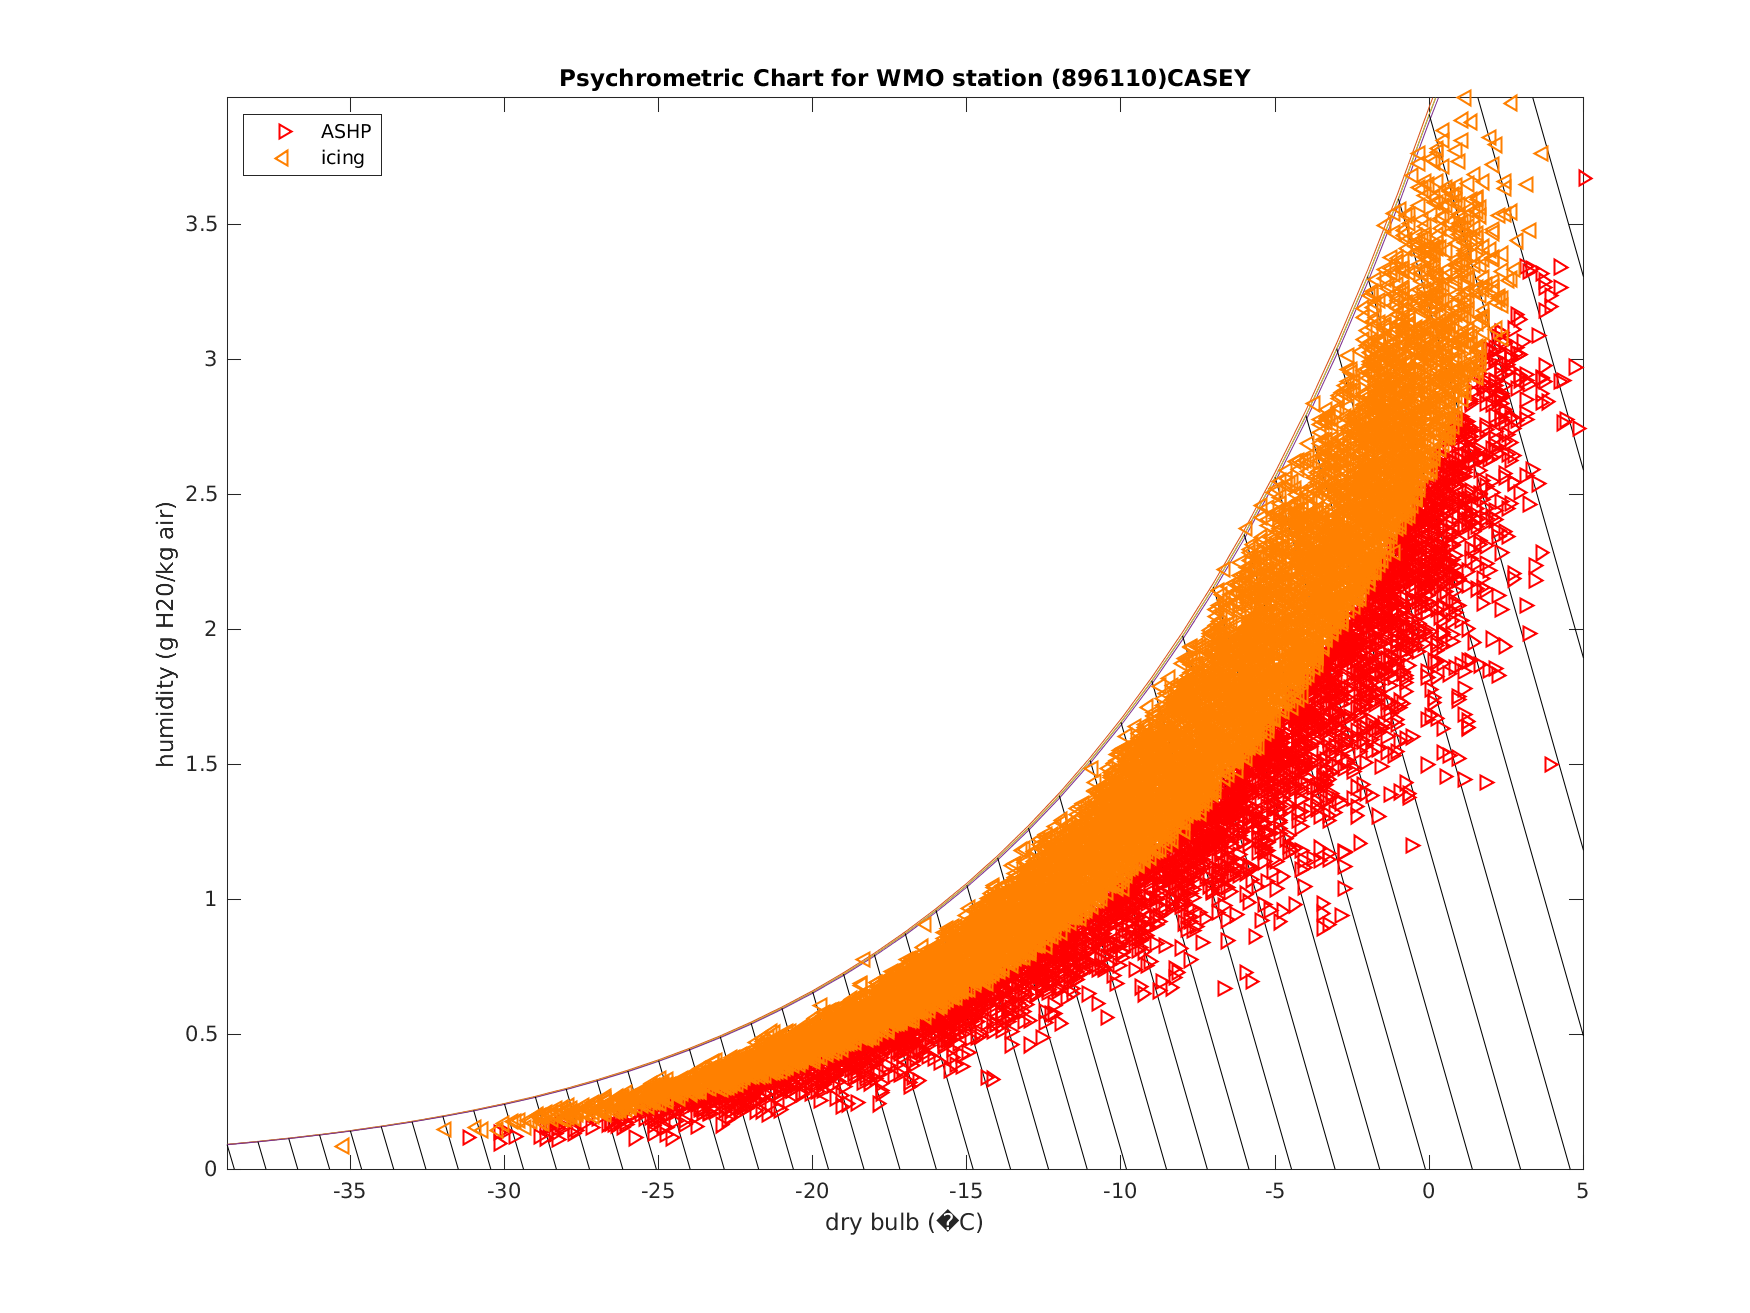 Psychrometric Chart for WMO station (896110)CASEY
ASHP
icing
humidity (g H20/kg air)
3.5
3
2.5
2
1.5
1
0.5
0
-35 -30 -25 -20 -15 -10 -5 0 5
dry bulb (�C)